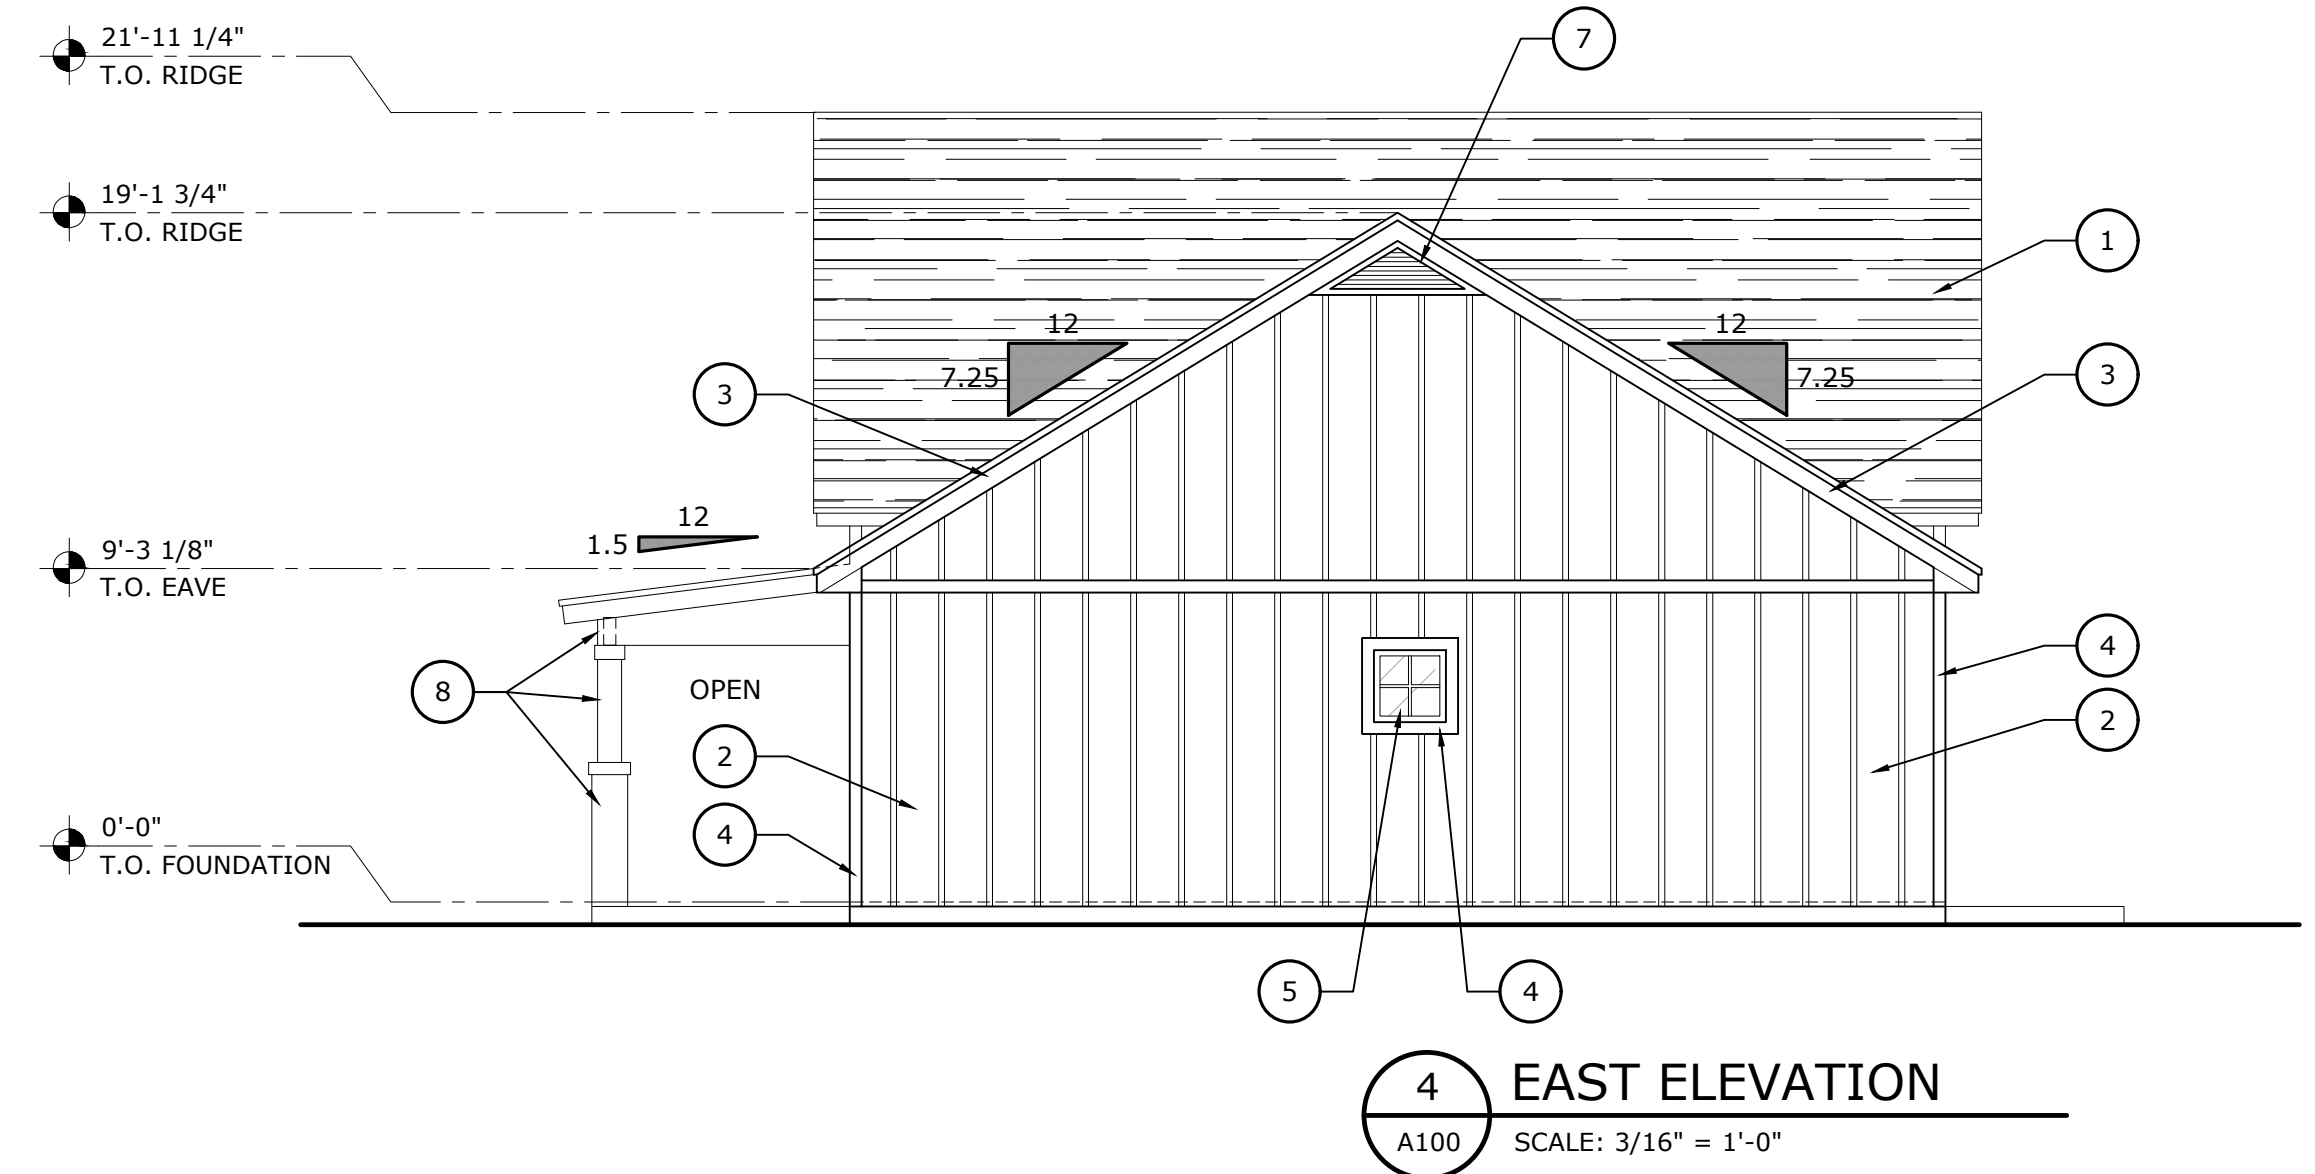 21'-11 1/4"
T.O. RIDGE
7
19'-1 3/4"
T.O. RIDGE
1
12
12
7.25
7.25
3
3
12
1.5
9'-3 1/8"
T.O. EAVE
4
8
OPEN
2
2
4
0'-0"
T.O. FOUNDATION
5
4
4
EAST ELEVATION
A100
SCALE: 3/16" = 1'-0"